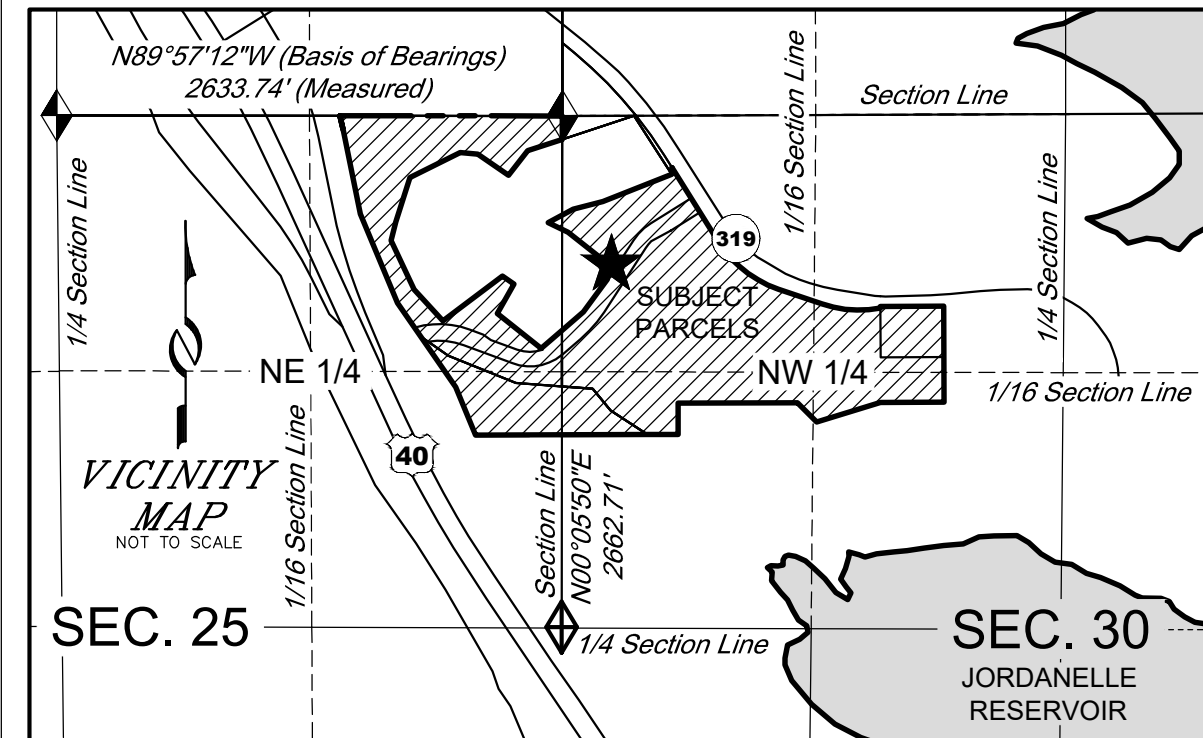 N89°57'12"W (Basis of Bearings)
2633.74' (Measured)
Section Line
1/16 Section Line
1/4 Section Line
1/4 Section Line
319
SUBJECT
PARCELS
NE 1/4
NW 1/4
1/16 Section Line
40
VICINITY
MAP
NOT TO SCALE
1/16 Section Line
Section Line
N00°05'50"E
2662.71'
SEC. 25
1/4 Section Line
SEC. 30
JORDANELLE
RESERVOIR